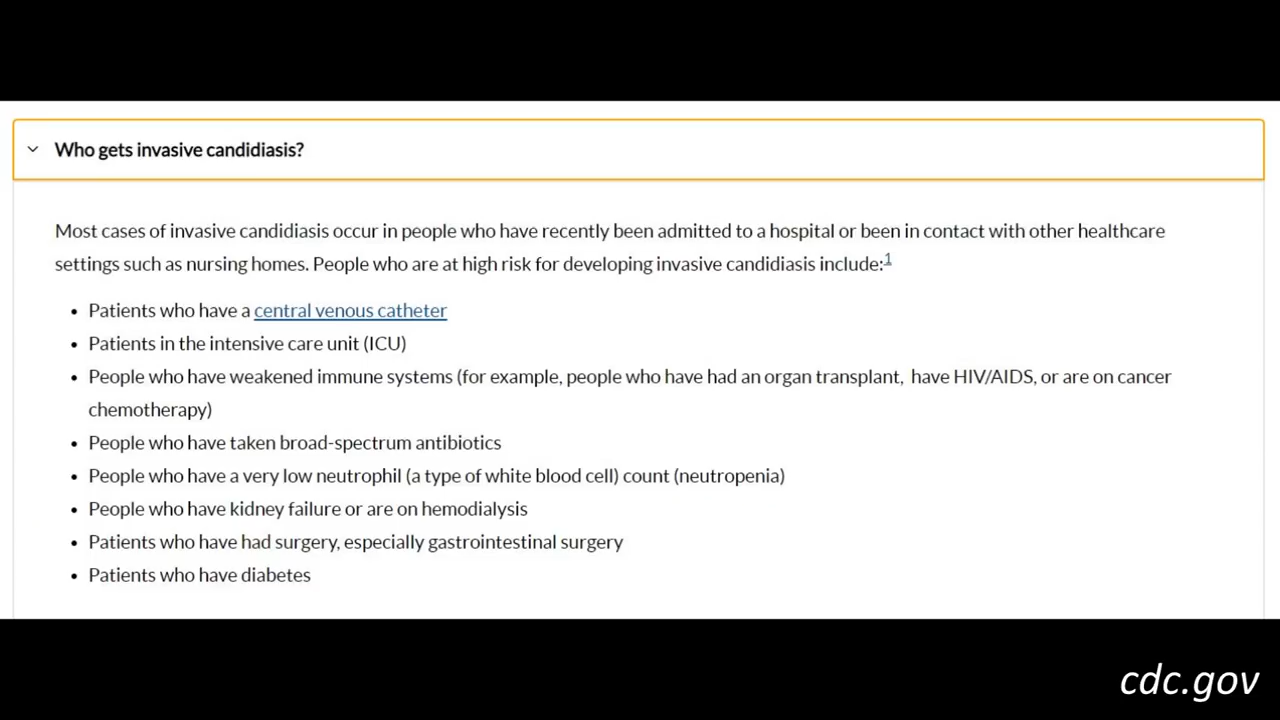 Who gets invasive candidiasis?
Most cases of invasive candidiasis occur in people who have recently been admitted to a hospital or been in contact with other healthcare
settings such as nursing homes. People who are at high risk for developing invasive candidiasis include:1
• Patients who have a central venous catheter
• Patients in the intensive care unit (ICU)
• People who have weakened immune systems (for example, people who have had an organ transplant,  have HIV/AIDS, or are on cancer
chemotherapy)
• People who have taken broad-spectrum antibiotics
• People who have a very low neutrophil (a type of white blood cell) count (neutropenia)
• People who have kidney failure or are on hemodialysis
• Patients who have had surgery, especially gastrointestinal surgery
• Patients who have diabetes
cdc.gov